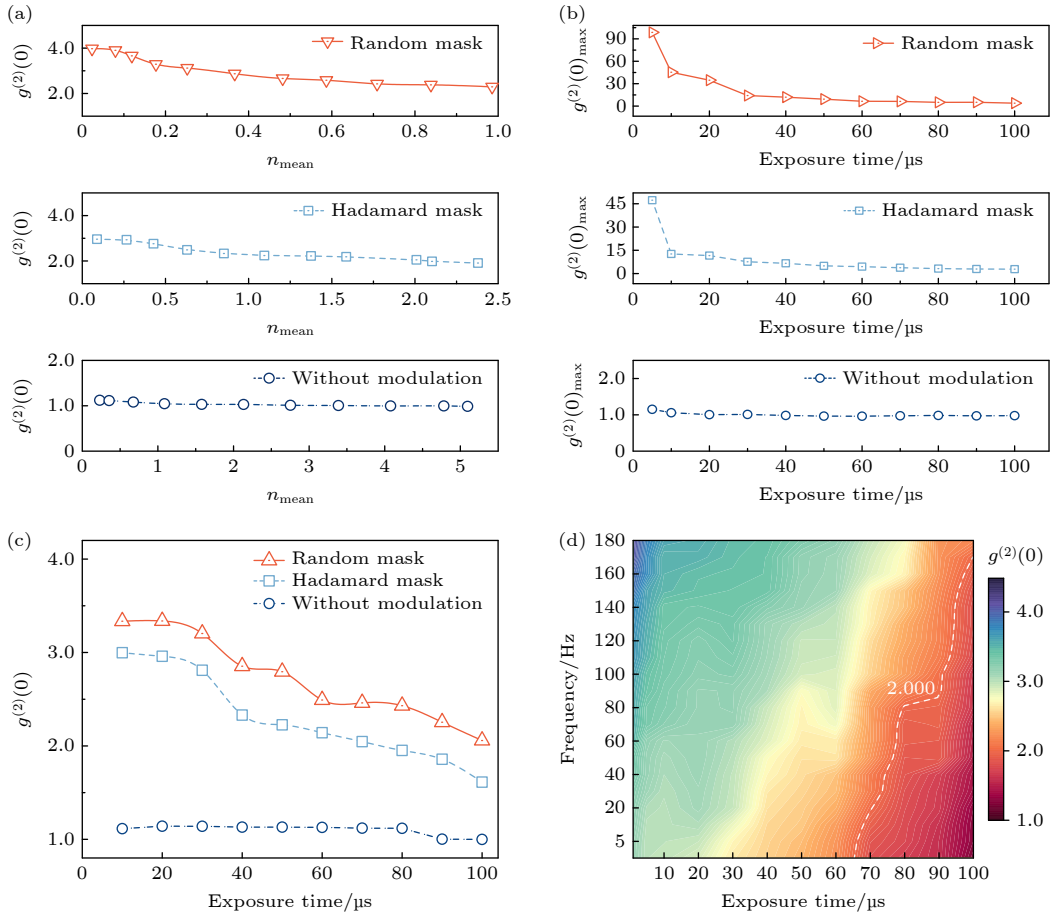 (a)
g(2)(0)
4.0
2.0
Random mask
0
0.2
0.4
0.6
0.8
1.0
nmean
g(2)(0)
4.0
2.0
Hadamard mask
0.0
0.5
1.0
1.5
2.0
2.5
nmean
g(2)(0)
2.0
1.0
0
Without modulation
0
1
2
3
4
5
nmean
(b)
g(2)(0)max
90
60
30
0
Random mask
0
20
40
60
80
100
Exposure time/μs
g(2)(0)max
45
30
15
0
Hadamard mask
0
20
40
60
80
100
Exposure time/μs
g(2)(0)max
2.0
1.0
0
Without modulation
0
20
40
60
80
100
Exposure time/μs
(c)
g(2)(0)
4.0
3.0
2.0
1.0
Random mask
Hadamard mask
Without modulation
0
20
40
60
80
100
Exposure time/μs
(d)
Frequency/Hz
180
160
140
120
100
80
60
40
20
5
2.000
10
20
30
40
50
60
70
80
90
100
Exposure time/μs
g(2)(0)
4.0
3.0
2.0
1.0